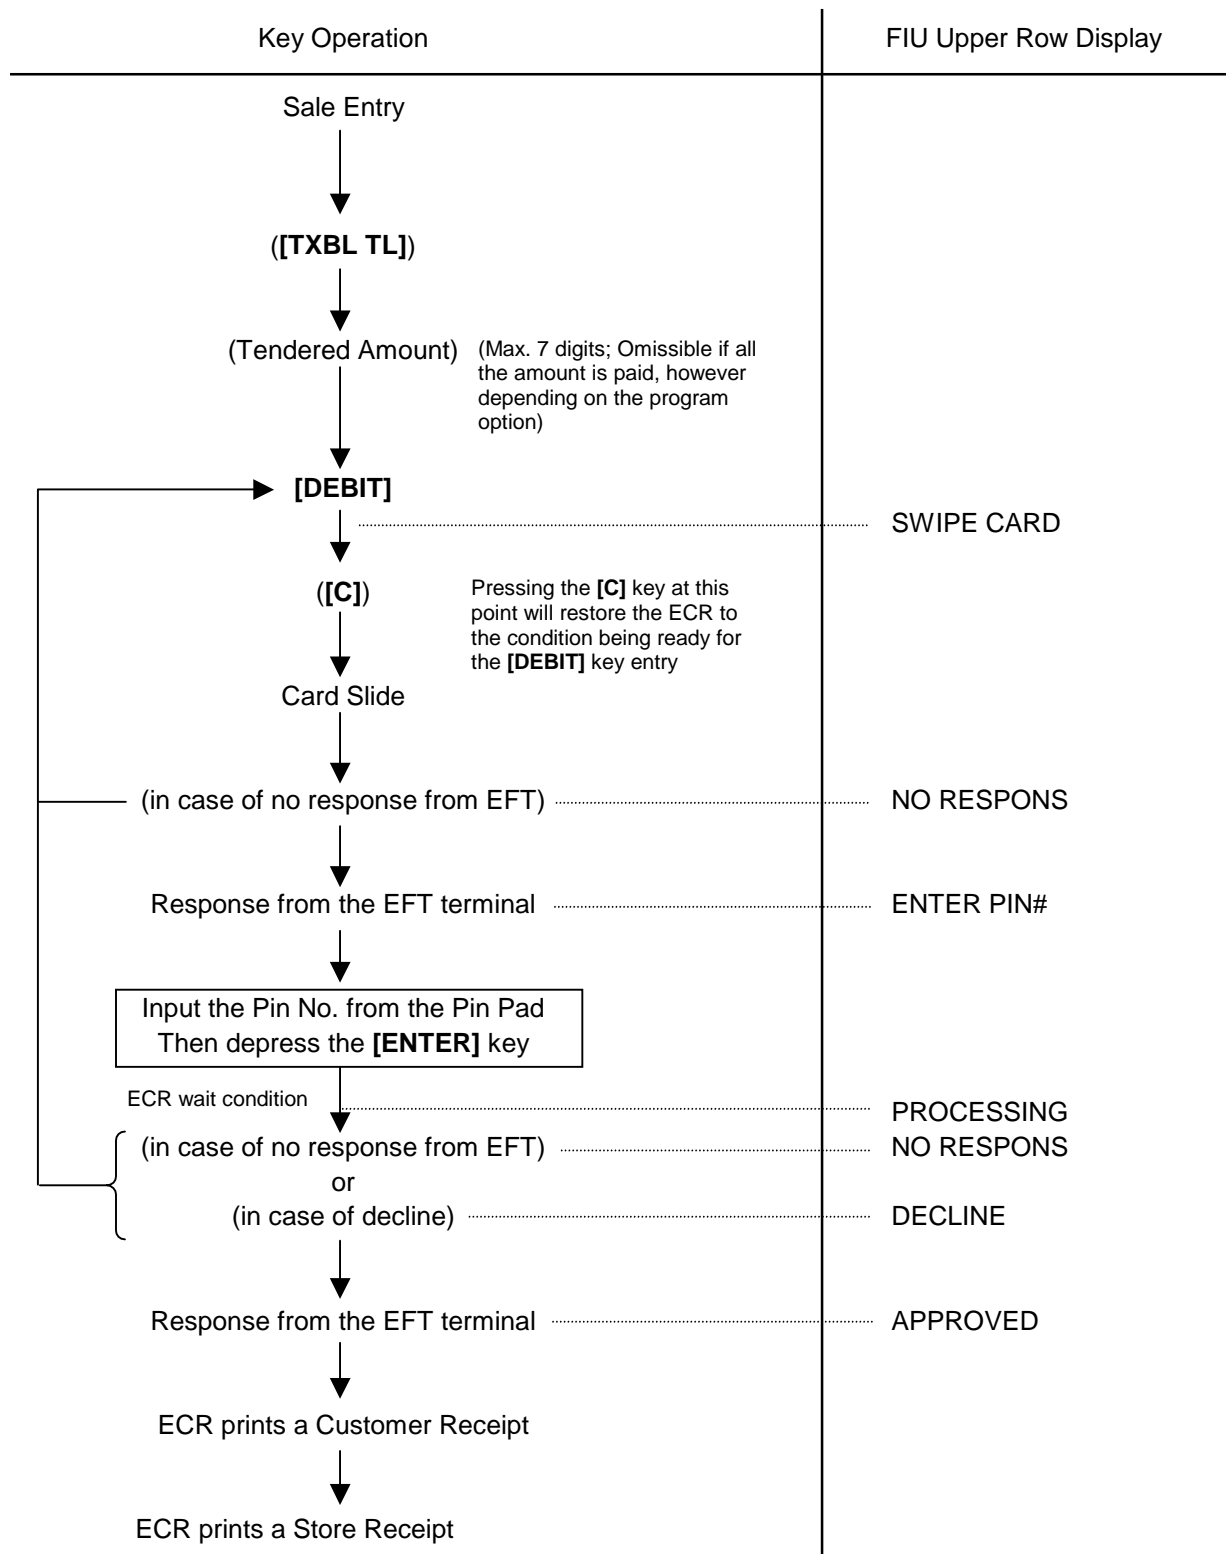 Key Operation
FIU Upper Row Display
Sale Entry
([TXBL TL])
(Tendered Amount)
(Max. 7 digits; Omissible if all
the amount is paid, however
depending on the program
option)
[DEBIT]
SWIPE CARD
([C])
Pressing the [C] key at this
point will restore the ECR to
the condition being ready for
the [DEBIT] key entry
Card Slide
(in case of no response from EFT)
NO RESPONS
Response from the EFT terminal
ENTER PIN#
Input the Pin No. from the Pin Pad
Then depress the [ENTER] key
ECR wait condition
PROCESSING
(in case of no response from EFT)
NO RESPONS
or
(in case of decline)
DECLINE
Response from the EFT terminal
APPROVED
ECR prints a Customer Receipt
ECR prints a Store Receipt